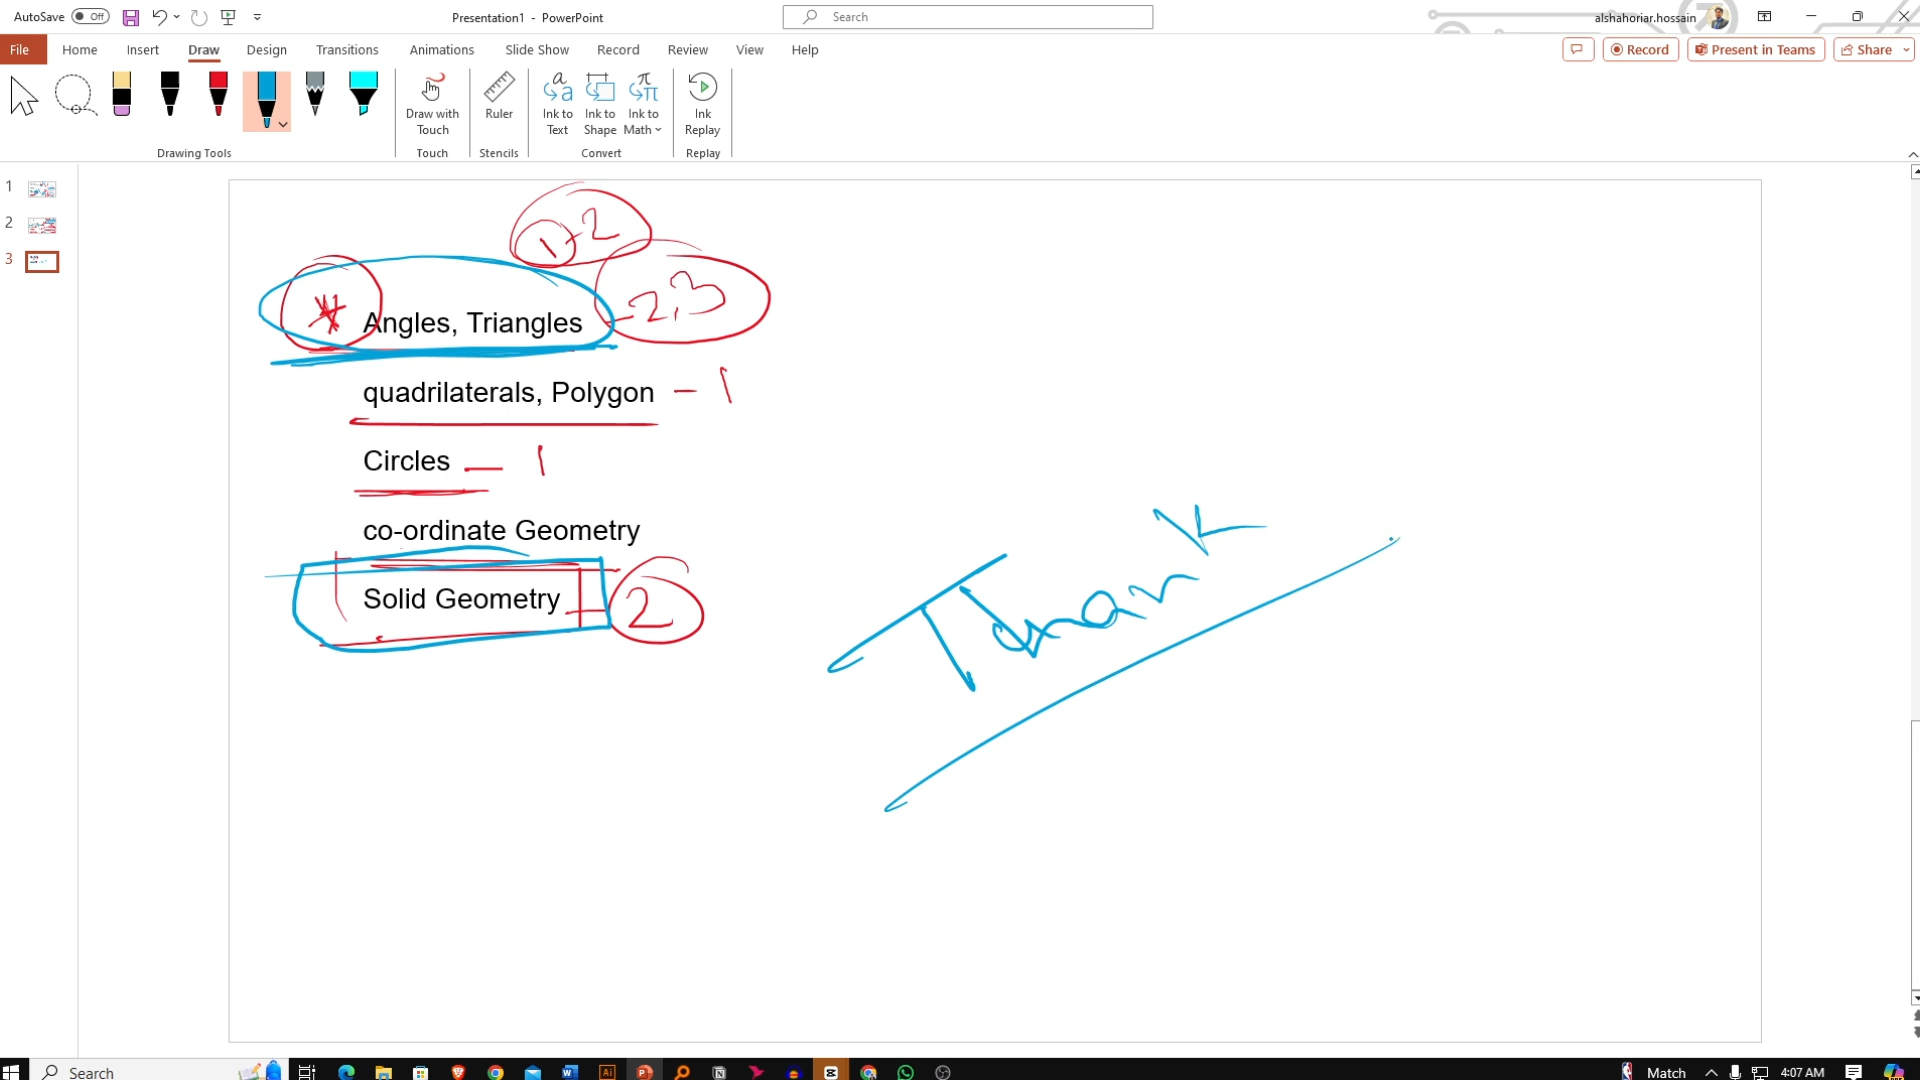 AutoSave Off Presentation1 - PowerPoint Search alshahoriar.hossain
File Home Insert Draw Design Transitions Animations Slide Show Record Review View Help Record Present in Teams Share
Draw with Touch
Ruler
Ink to Text
Ink to Shape
Ink to Math
Ink Replay
Drawing Tools Touch Stencils Convert Replay
1
2
3
1-2
* Angles, Triangles - 2,3
quadrilaterals, Polygon - 1
Circles - 1
co-ordinate Geometry
Solid Geometry 2
Thank
Search Match 4:07 AM